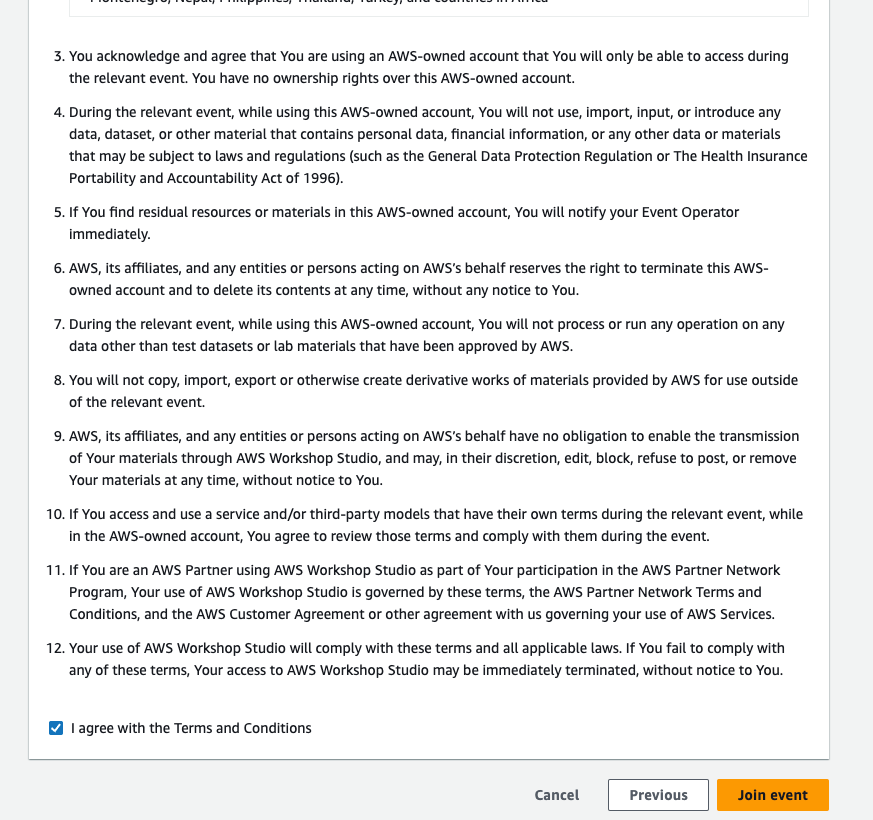 Montenegro, Nepal, Philippines, Thailand, Turkey, and countries in Africa
3. You acknowledge and agree that You are using an AWS-owned account that You will only be able to access during
the relevant event. You have no ownership rights over this AWS-owned account.
4. During the relevant event, while using this AWS-owned account, You will not use, import, input, or introduce any
data, dataset, or other material that contains personal data, financial information, or any other data or materials
that may be subject to laws and regulations (such as the General Data Protection Regulation or The Health Insurance
Portability and Accountability Act of 1996).
5. If You find residual resources or materials in this AWS-owned account, You will notify your Event Operator
immediately.
6. AWS, its affiliates, and any entities or persons acting on AWS’s behalf reserves the right to terminate this AWS-
owned account and to delete its contents at any time, without any notice to You.
7. During the relevant event, while using this AWS-owned account, You will not process or run any operation on any
data other than test datasets or lab materials that have been approved by AWS.
8. You will not copy, import, export or otherwise create derivative works of materials provided by AWS for use outside
of the relevant event.
9. AWS, its affiliates, and any entities or persons acting on AWS’s behalf have no obligation to enable the transmission
of Your materials through AWS Workshop Studio, and may, in their discretion, edit, block, refuse to post, or remove
Your materials at any time, without notice to You.
10. If You access and use a service and/or third-party models that have their own terms during the relevant event, while
in the AWS-owned account, You agree to review those terms and comply with them during the event.
11. If You are an AWS Partner using AWS Workshop Studio as part of Your participation in the AWS Partner Network
Program, Your use of AWS Workshop Studio is governed by these terms, the AWS Partner Network Terms and
Conditions, and the AWS Customer Agreement or other agreement with us governing your use of AWS Services.
12. Your use of AWS Workshop Studio will comply with these terms and all applicable laws. If You fail to comply with
any of these terms, Your access to AWS Workshop Studio may be immediately terminated, without notice to You.
I agree with the Terms and Conditions
Cancel
Previous
Join event